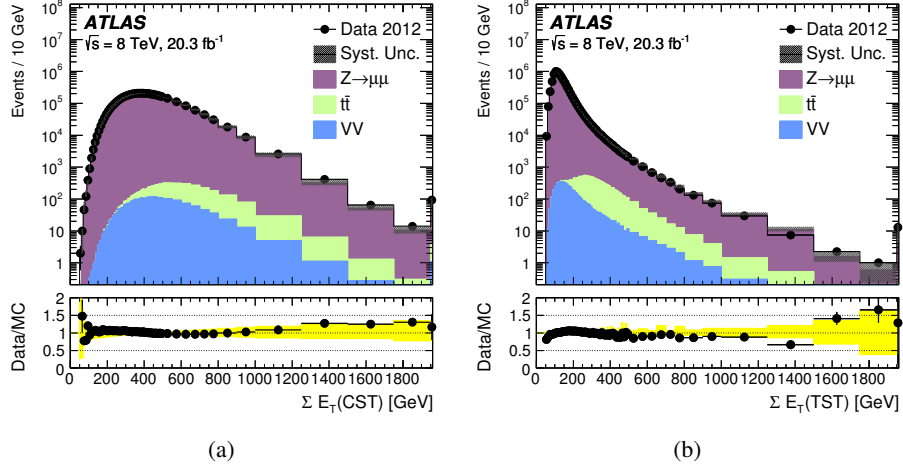 Events / 10 GeV
10⁸
10⁷
10⁶
10⁵
10⁴
10³
10²
10
1
ATLAS
√s = 8 TeV, 20.3 fb⁻¹
Data 2012
Syst. Unc.
Z→μμ
tt̄
VV
Data/MC
2
1.5
1
0.5
0
0 200 400 600 800 1000 1200 1400 1600 1800
Σ E_T(CST) [GeV]
(a)
Events / 10 GeV
10⁸
10⁷
10⁶
10⁵
10⁴
10³
10²
10
1
ATLAS
√s = 8 TeV, 20.3 fb⁻¹
Data 2012
Syst. Unc.
Z→μμ
tt̄
VV
Data/MC
2
1.5
1
0.5
0
0 200 400 600 800 1000 1200 1400 1600 1800
Σ E_T(TST) [GeV]
(b)